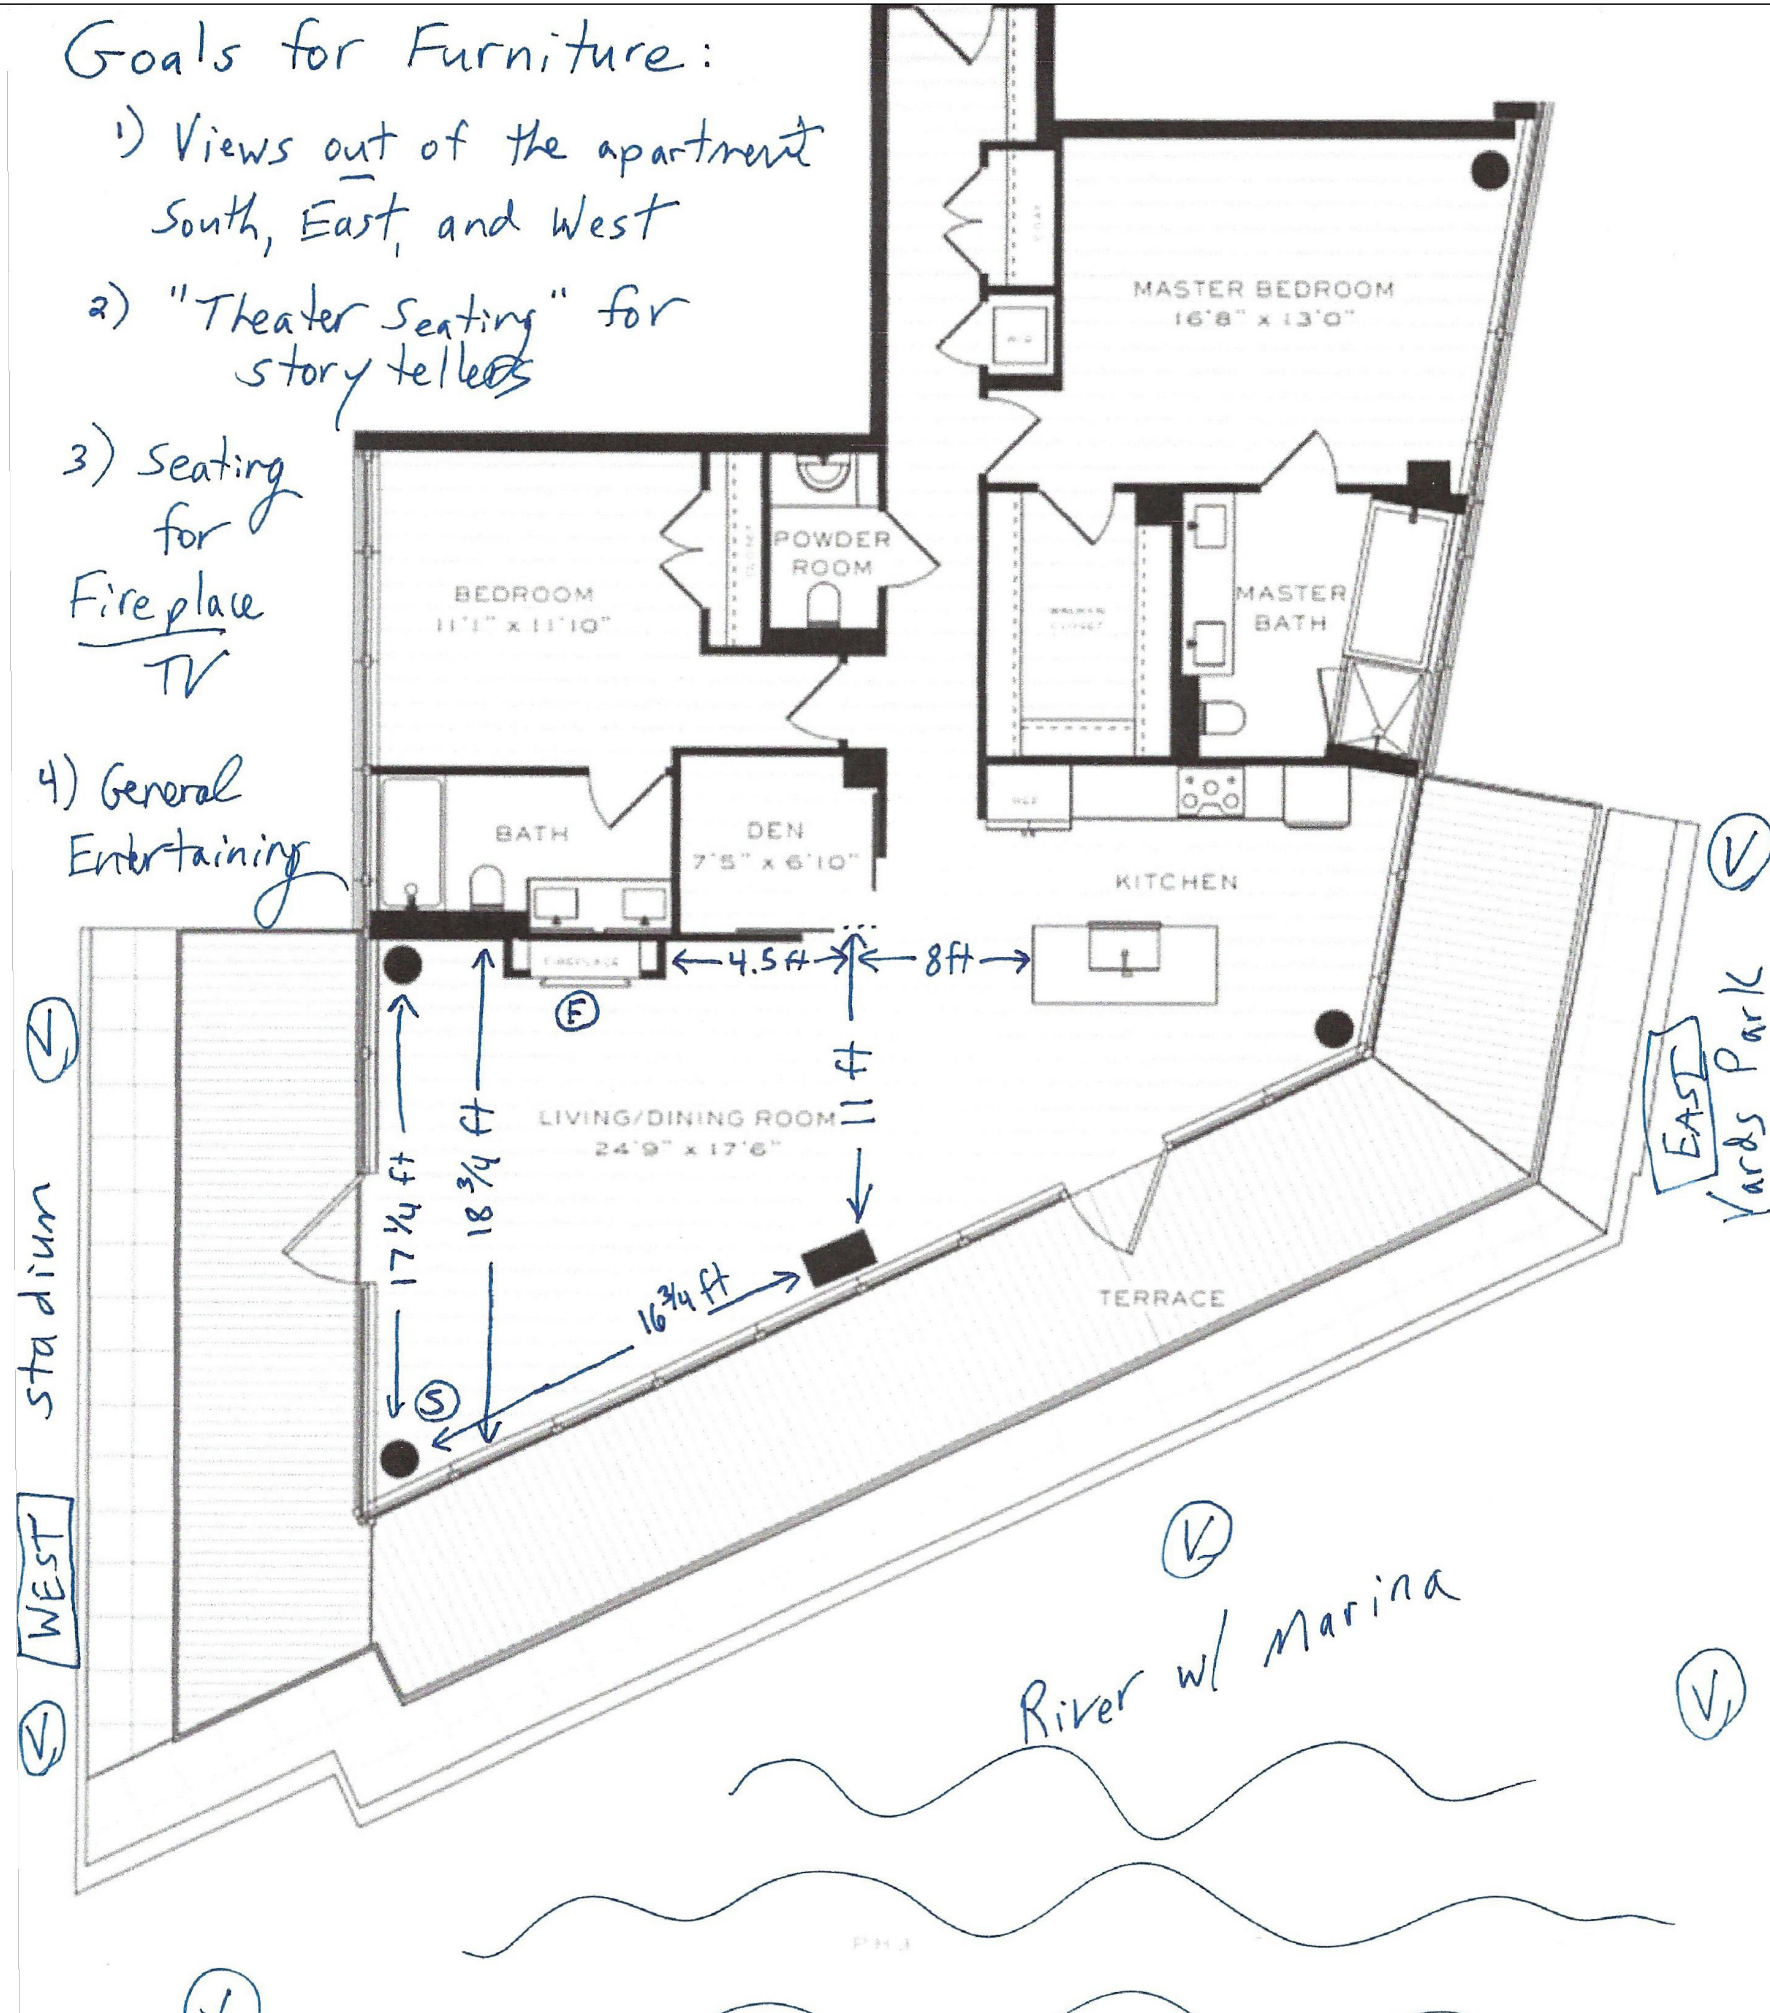 Goals for Furniture:
1) Views out of the apartment
South, East, and West
2) "Theater Seating" for
story tellers
3) Seating
for
Fireplace
TV
4) General
Entertaining
MASTER BEDROOM
16'8" x 13'0"
POWDER
ROOM
BEDROOM
11'1" x 11'10"
MASTER
BATH
BATH
DEN
7'5" x 6'10"
KITCHEN
FIREPLACE
4.5 ft
8ft
F
11 ft
LIVING/DINING ROOM
24'9" x 17'6"
17 1/4 ft
18 3/4 ft
16 3/4 ft
S
TERRACE
V
stadium
WEST
V
V
EAST
Yards Park
V
River w/ Marina
V
V